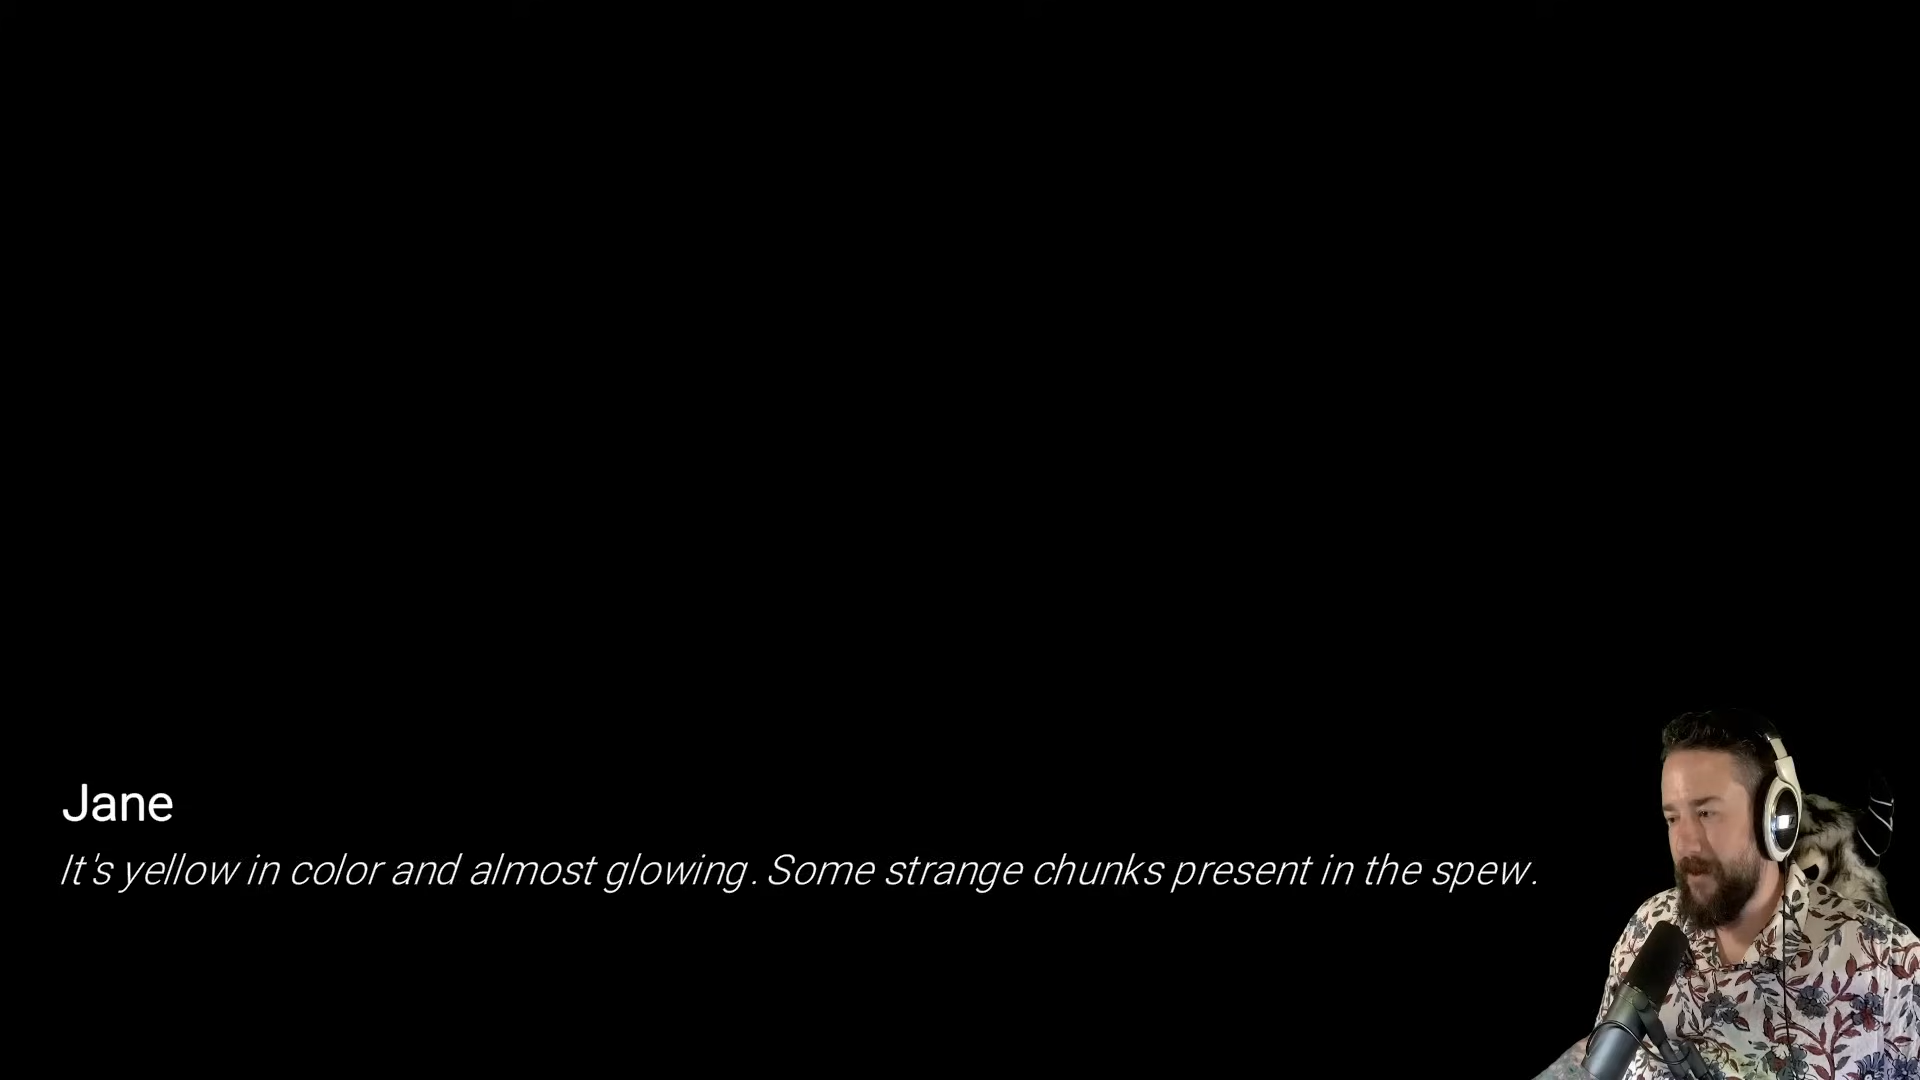 Jane
It's yellow in color and almost glowing. Some strange chunks present in the spew.